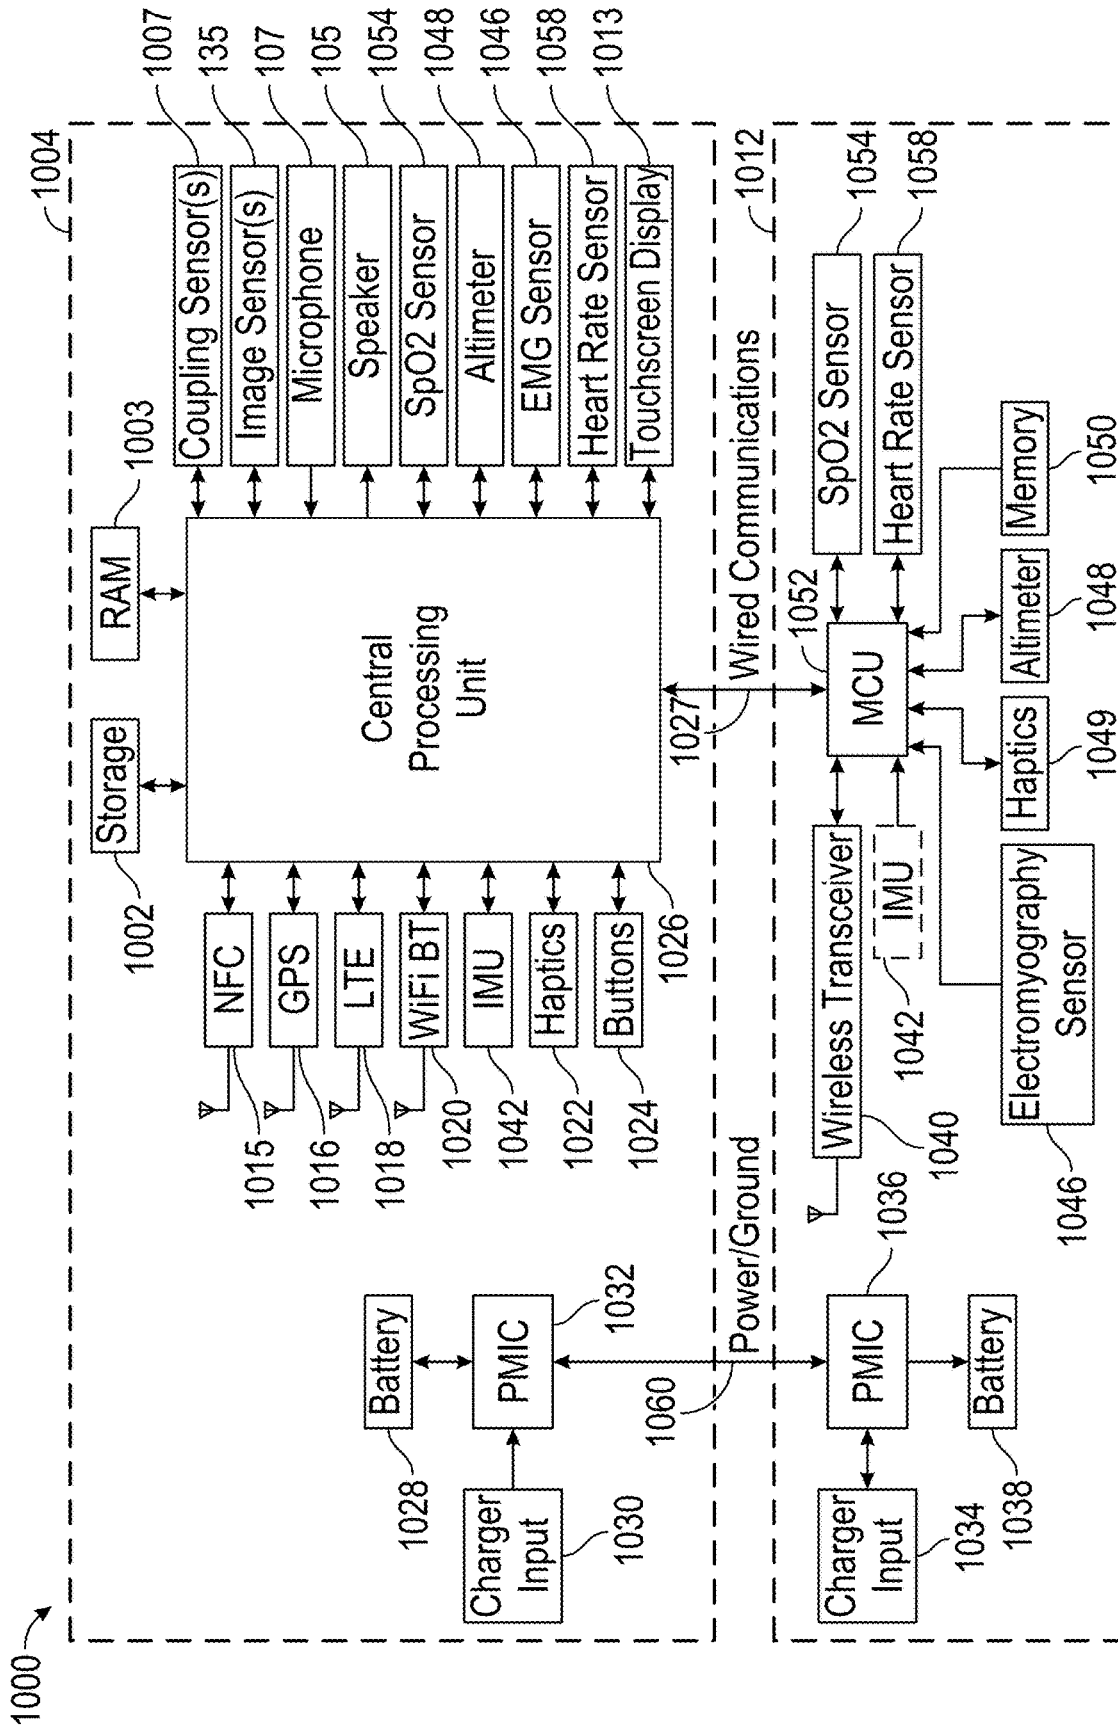 1000
1004
1002
Storage
RAM
1003
1015
NFC
1016
GPS
1018
LTE
1020
WiFi BT
1042
IMU
1022
Haptics
1024
Buttons
1026
Central
Processing
Unit
Coupling Sensor(s)
1007
Image Sensor(s)
135
Microphone
107
Speaker
105
SpO2 Sensor
1054
Altimeter
1048
EMG Sensor
1046
Heart Rate Sensor
1058
Touchscreen Display
1013
Battery
1028
PMIC
1032
Charger
Input
1030
1060
Power/Ground
1027
Wired Communications
1012
Charger
Input
1034
PMIC
1036
Battery
1038
Wireless Transceiver
1040
IMU
1042
MCU
1052
SpO2 Sensor
1054
Heart Rate Sensor
1058
Electromyography
Sensor
1046
Haptics
1049
Altimeter
1048
Memory
1050